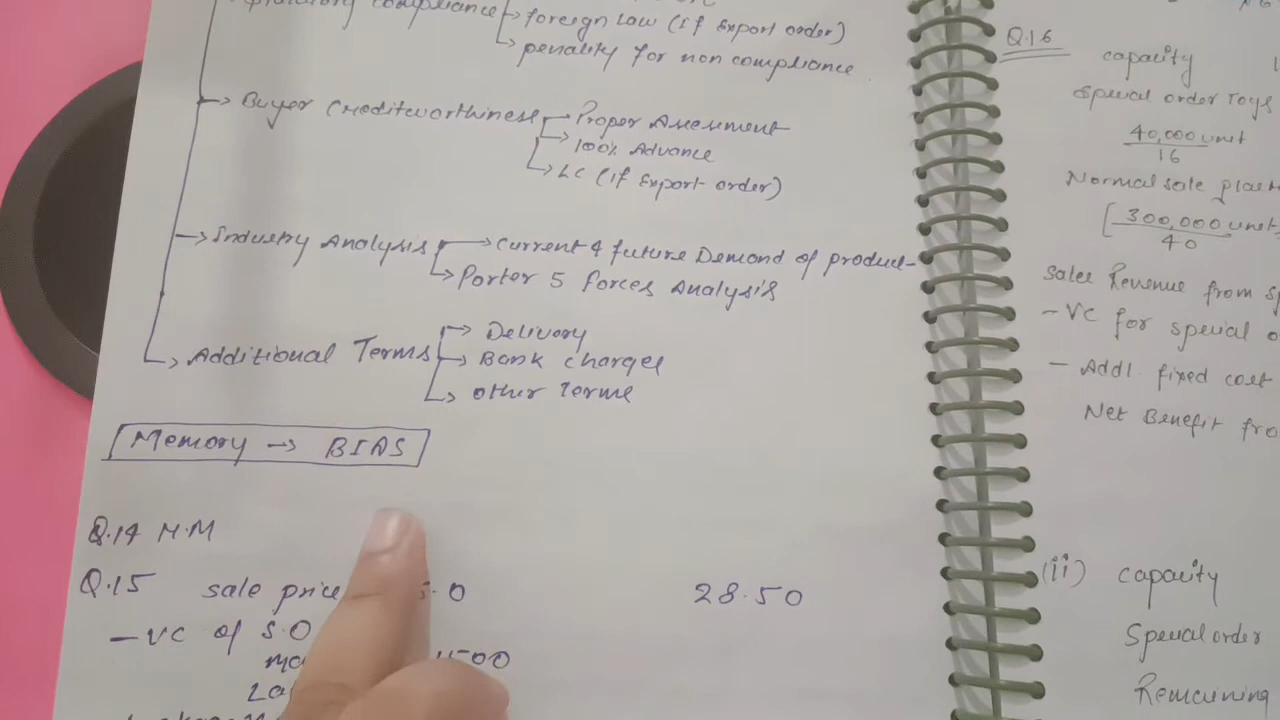 compliance
foreign Law (if Export order)
penality for non compliance
Buyer Creditworthiness
Proper Assessment
100% Advance
LC (if Export order)
Industry Analysis
current & future Demand of product
Porter 5 Forces Analysis
Additional Terms
Delivery
Bank charges
other Terms
Memory → BIAS
Q.14 H.M
Q.15 sale price 28.50
- VC of S.O
Q.16
capacity
Special order Toys
40,000 unit
16
Normal sale
300,000 unit
40
Sales Revenue from
- VC for special
- Addl. fixed cost
Net Benefit
(ii) capacity
Special order
Remaining